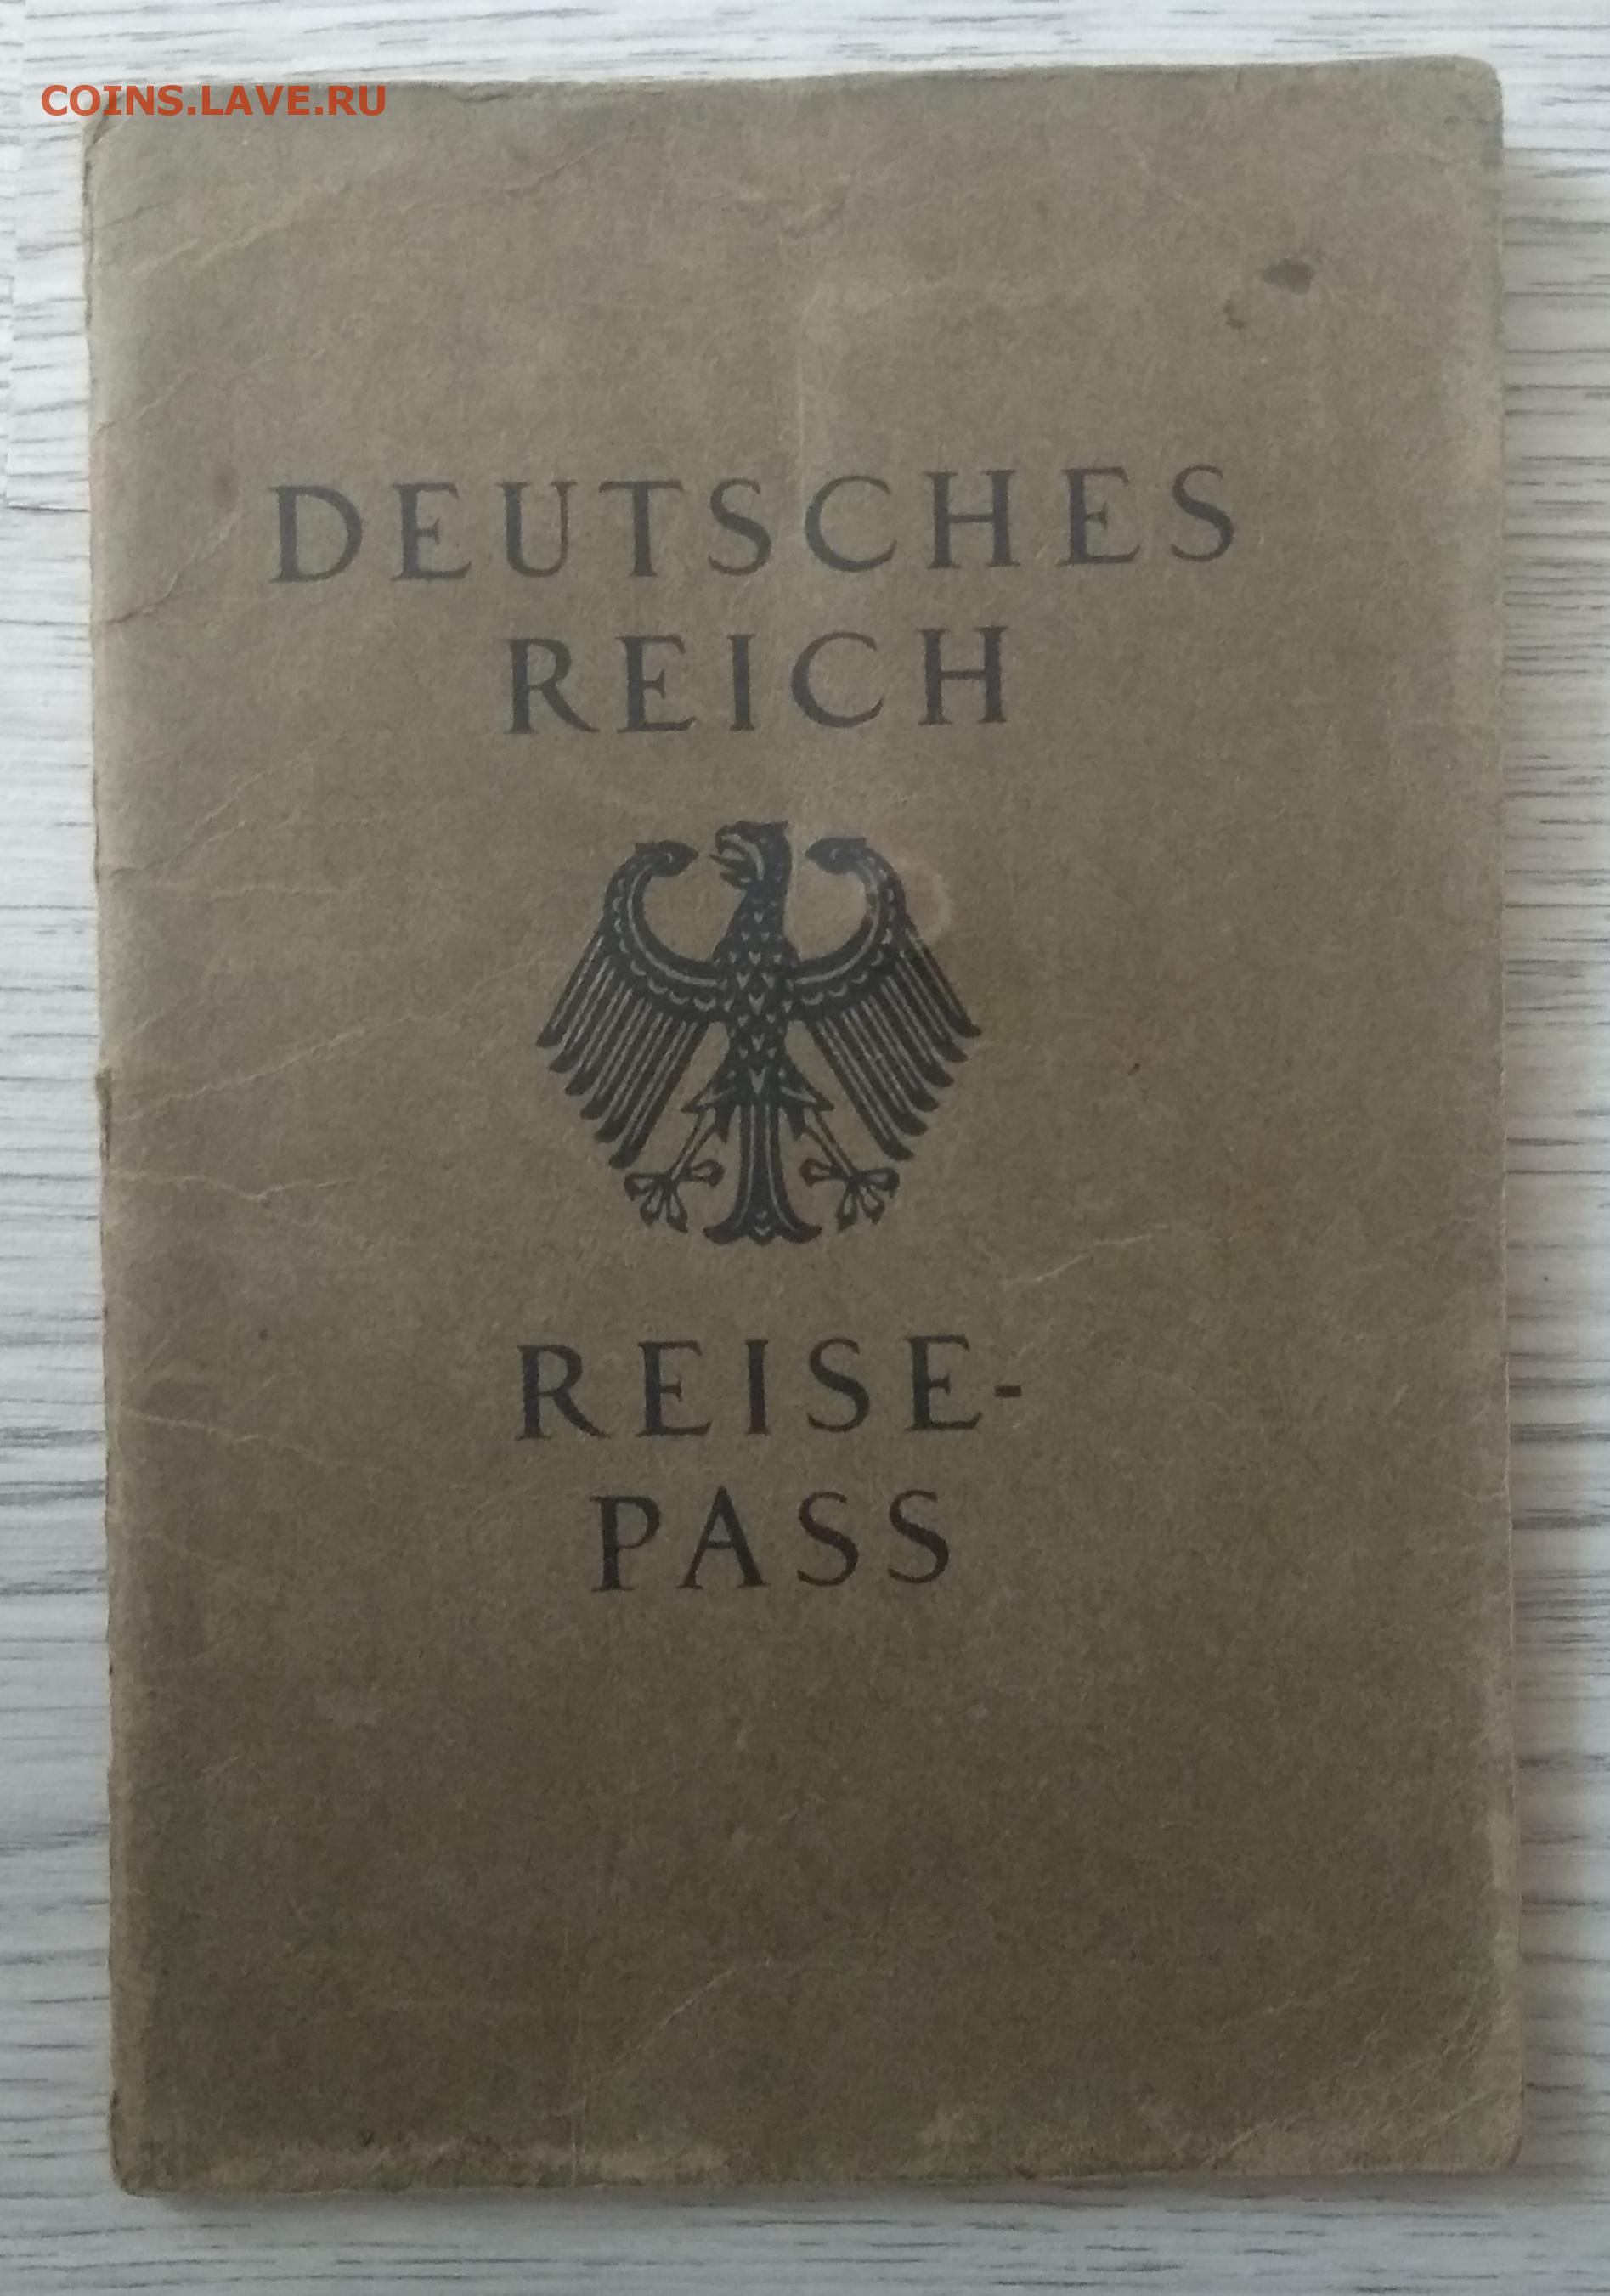 COINS.LAVE.RU
DEUTSCHES
REICH
REISE-
PASS